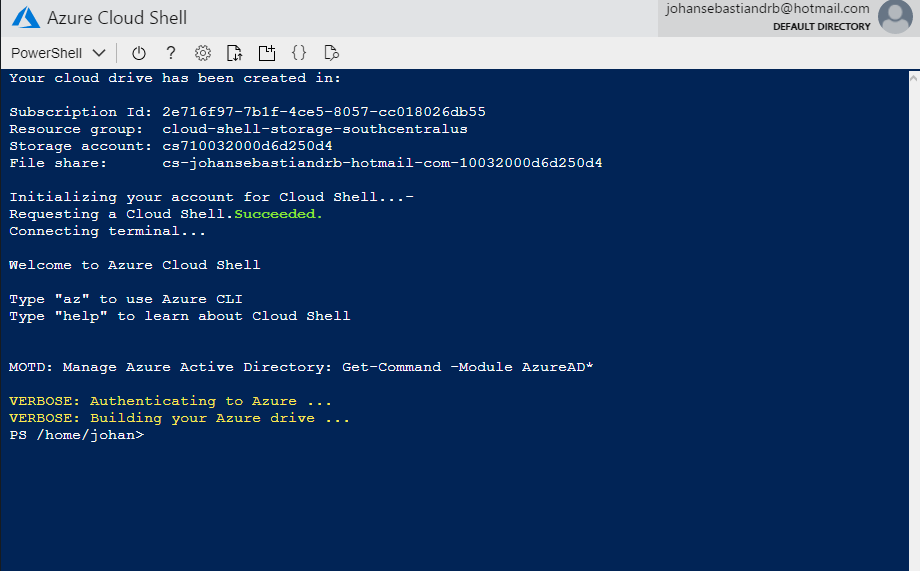 Azure Cloud Shell
johansebastiandrb@hotmail.com
DEFAULT DIRECTORY
PowerShell
Your cloud drive has been created in:
Subscription Id: 2e716f97-7b1f-4ce5-8057-cc018026db55
Resource group:  cloud-shell-storage-southcentralus
Storage account: cs710032000d6d250d4
File share:      cs-johansebastiandrb-hotmail-com-10032000d6d250d4
Initializing your account for Cloud Shell...-
Requesting a Cloud Shell.Succeeded.
Connecting terminal...
Welcome to Azure Cloud Shell
Type "az" to use Azure CLI
Type "help" to learn about Cloud Shell
MOTD: Manage Azure Active Directory: Get-Command -Module AzureAD*
VERBOSE: Authenticating to Azure ...
VERBOSE: Building your Azure drive ...
PS /home/johan>